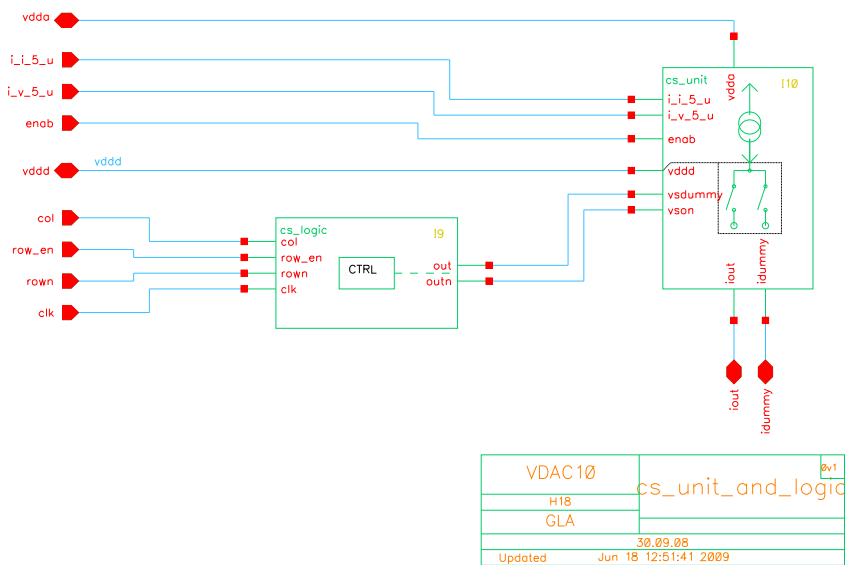 vdda
i_i_5_u
i_v_5_u
enab
vddd
vddd
col
row_en
rown
clk
cs_logic
I9
col
row_en
rown
clk
CTRL
out
outn
cs_unit
I10
vdda
i_i_5_u
i_v_5_u
enab
vddd
vsdummy
vson
iout
idummy
iout
idummy
VDAC10
0v1
cs_unit_and_logic
H18
GLA
30.09.08
Updated Jun 18 12:51:41 2009